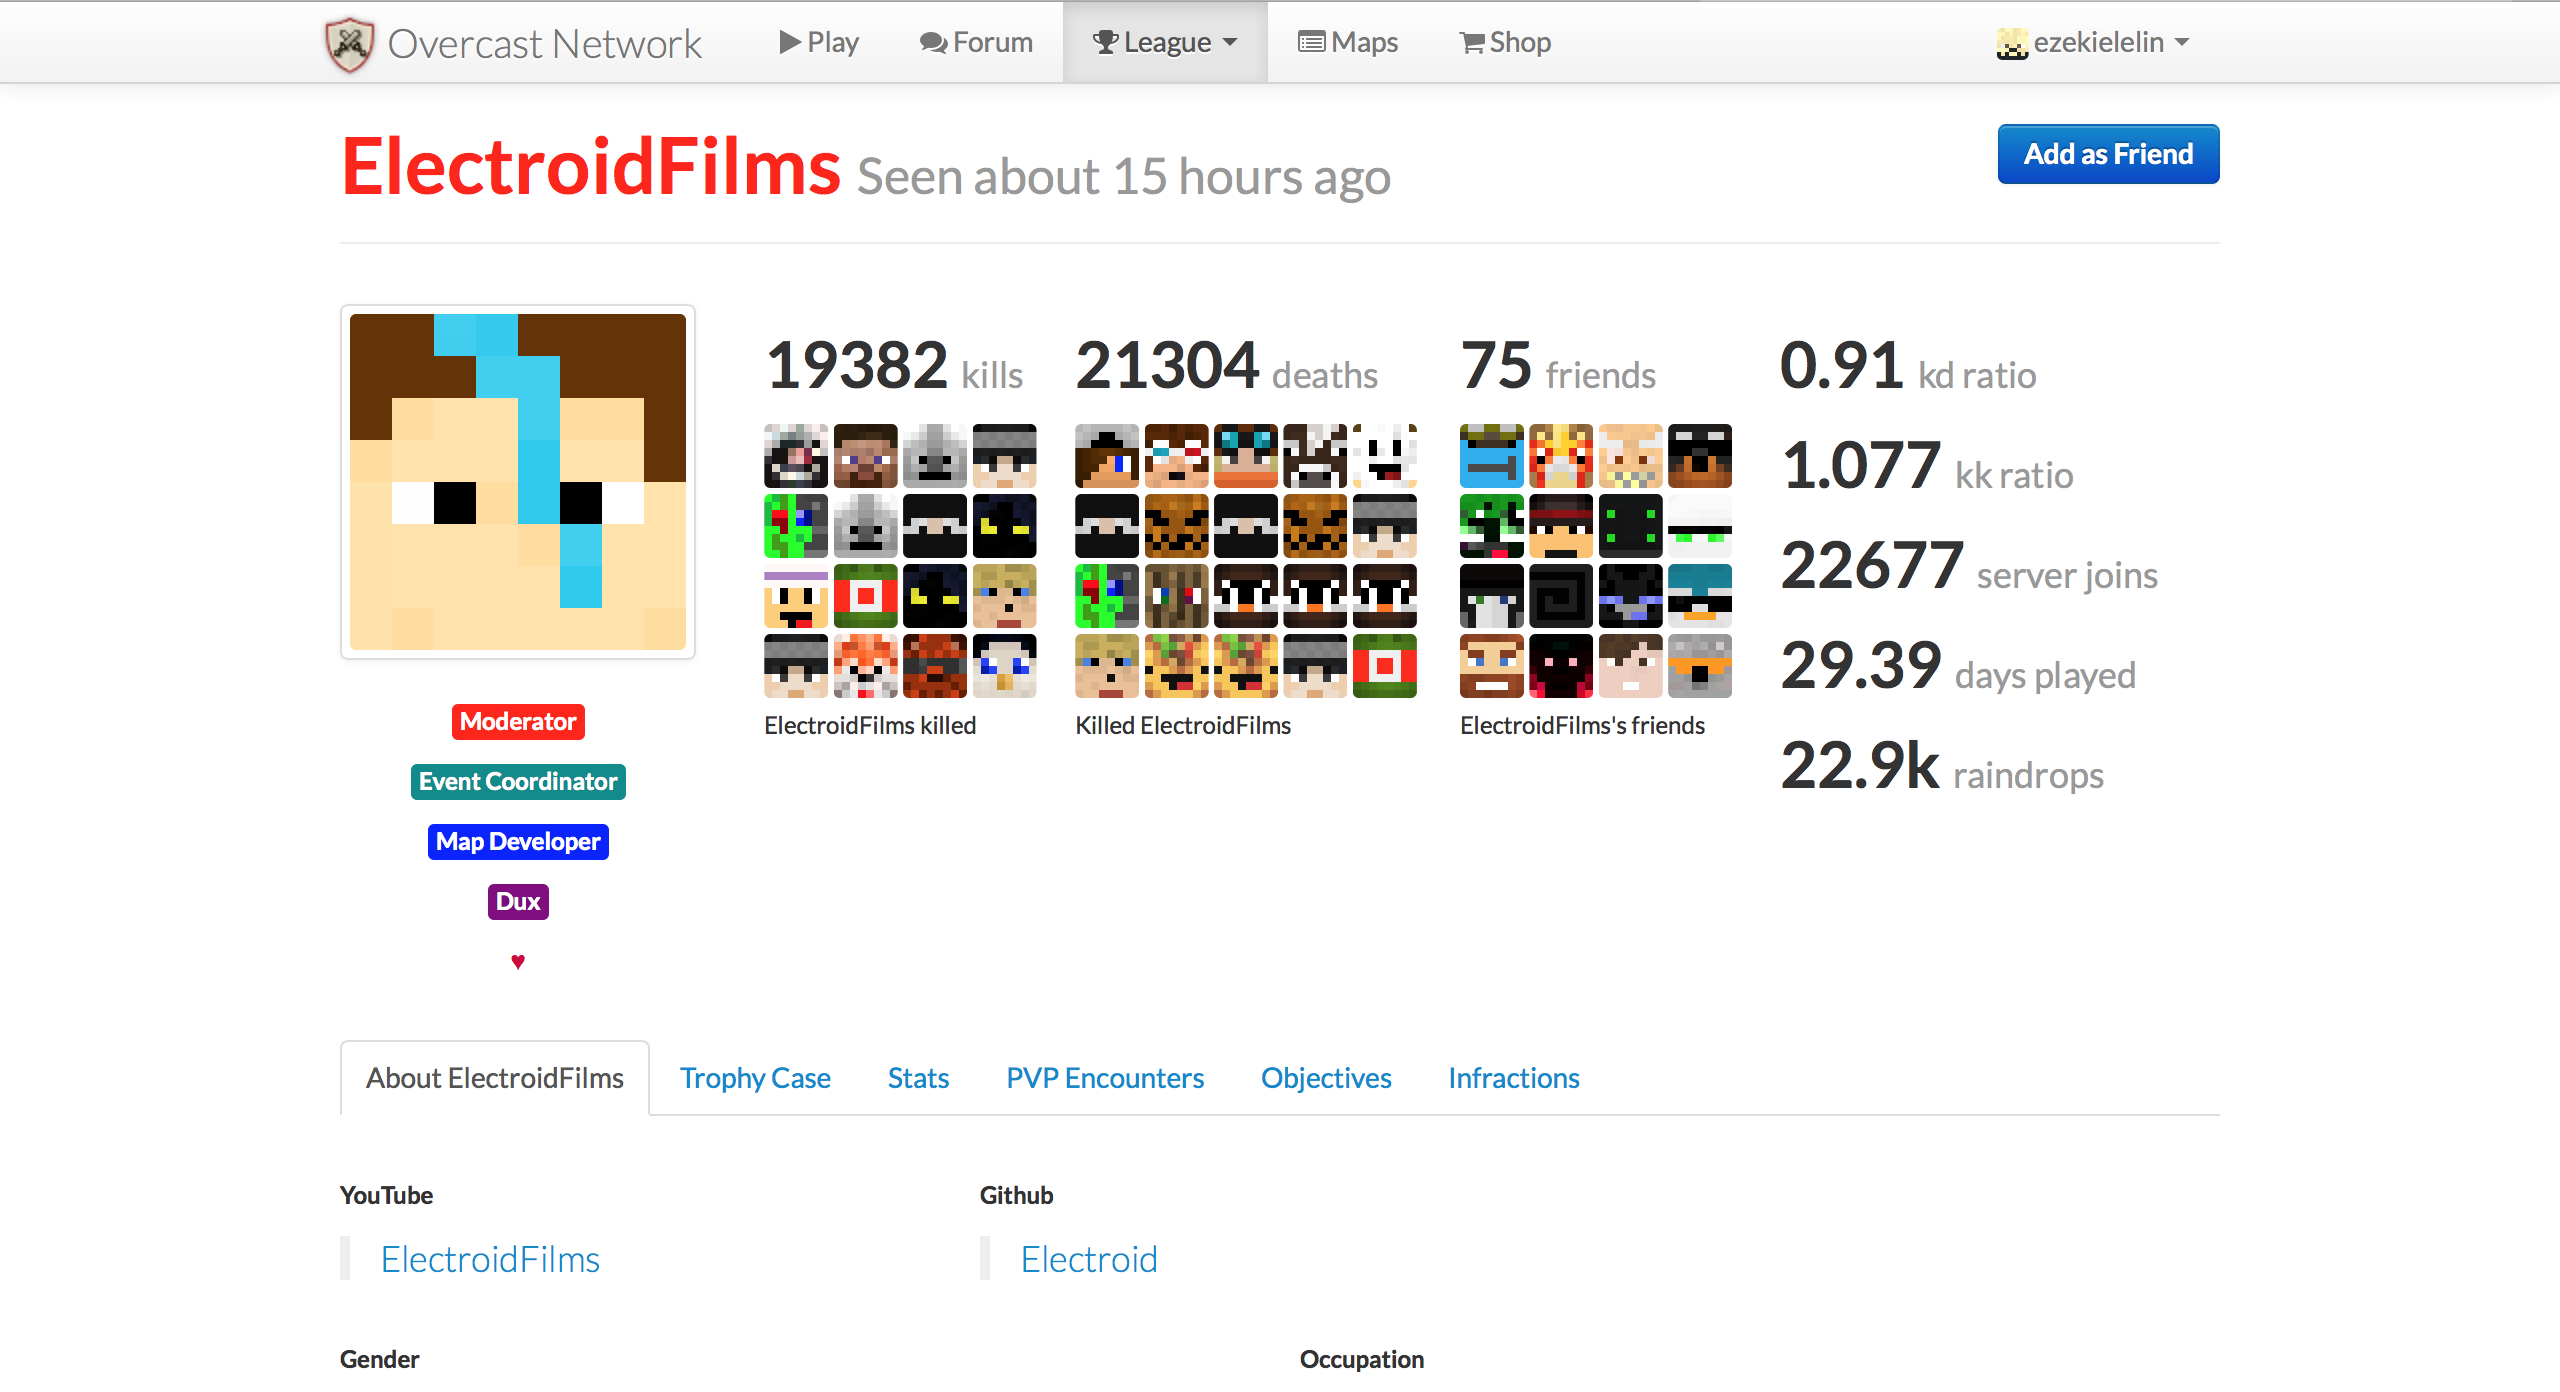 Overcast Network Play Forum League Maps Shop ezekielelin
ElectroidFilms Seen about 15 hours ago
Add as Friend
19382 kills
21304 deaths
75 friends
0.91 kd ratio
1.077 kk ratio
22677 server joins
29.39 days played
22.9k raindrops
ElectroidFilms killed
Killed ElectroidFilms
ElectroidFilms's friends
Moderator
Event Coordinator
Map Developer
Dux
♥
About ElectroidFilms Trophy Case Stats PVP Encounters Objectives Infractions
YouTube
ElectroidFilms
Github
Electroid
Gender
Occupation